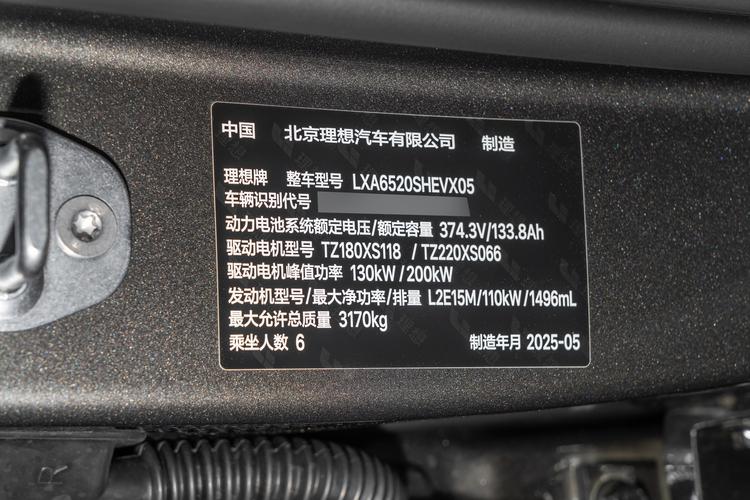 中国 北京理想汽车有限公司 制造
理想牌 整车型号 LXA6520SHEVX05
车辆识别代号
动力电池系统额定电压/额定容量 374.3V/133.8Ah
驱动电机型号 TZ180XS118 / TZ220XS066
驱动电机峰值功率 130kW / 200kW
发动机型号/最大净功率/排量 L2E15M/110kW/1496mL
最大允许总质量 3170kg
乘坐人数 6 制造年月 2025-05
R